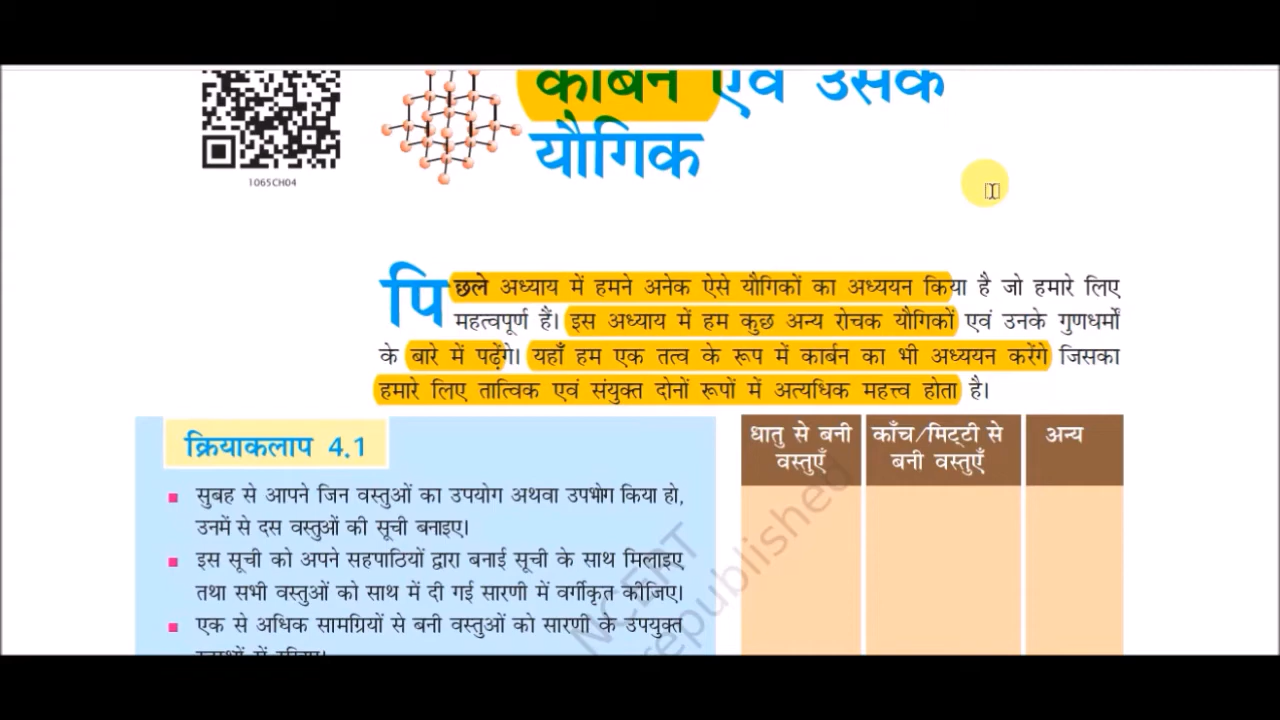 कार्बन एवं उसके
यौगिक
1065CH04
पिछले अध्याय में हमने अनेक ऐसे यौगिकों का अध्ययन किया है जो हमारे लिए
महत्वपूर्ण हैं। इस अध्याय में हम कुछ अन्य रोचक यौगिकों एवं उनके गुणधर्मों
के बारे में पढ़ेंगे। यहाँ हम एक तत्व के रूप में कार्बन का भी अध्ययन करेंगे जिसका
हमारे लिए तात्विक एवं संयुक्त दोनों रूपों में अत्यधिक महत्त्व होता है।
क्रियाकलाप 4.1
सुबह से आपने जिन वस्तुओं का उपयोग अथवा उपभोग किया हो,
उनमें से दस वस्तुओं की सूची बनाइए।
इस सूची को अपने सहपाठियों द्वारा बनाई सूची के साथ मिलाइए
तथा सभी वस्तुओं को साथ में दी गई सारणी में वर्गीकृत कीजिए।
एक से अधिक सामग्रियों से बनी वस्तुओं को सारणी के उपयुक्त
धातु से बनी
वस्तुएँ
काँच/मिट्टी से
बनी वस्तुएँ
अन्य
NCERT
republished